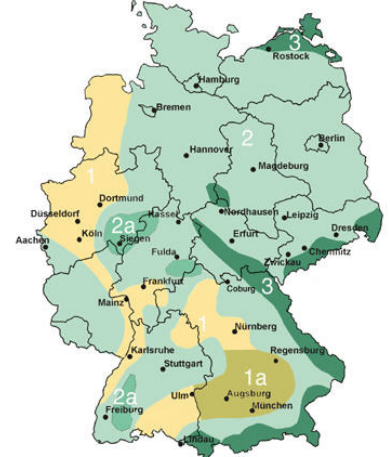 3
Rostock
Hamburg
Bremen
2
Berlin
Hannover
Magdeburg
1
Dortmund
Düsseldorf
2a
Kassel
Nordhausen
Leipzig
Aachen
Köln
Siegen
Erfurt
Dresden
Chemnitz
Fulda
Zwickau
Frankfurt
Coburg
3
Mainz
1
Nürnberg
Karlsruhe
Regensburg
Stuttgart
1a
2a
Ulm
Augsburg
Freiburg
München
Lindau